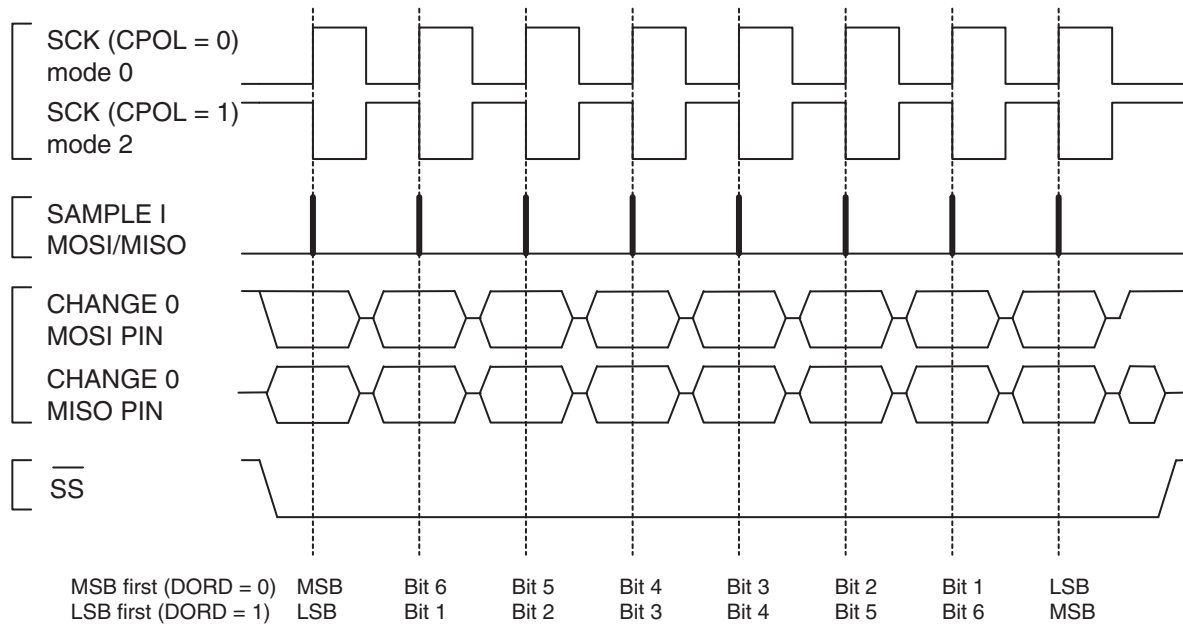 SCK (CPOL = 0)
mode 0
SCK (CPOL = 1)
mode 2
SAMPLE I
MOSI/MISO
CHANGE 0
MOSI PIN
CHANGE 0
MISO PIN
SS
MSB first (DORD = 0) MSB Bit 6 Bit 5 Bit 4 Bit 3 Bit 2 Bit 1 LSB
LSB first (DORD = 1) LSB Bit 1 Bit 2 Bit 3 Bit 4 Bit 5 Bit 6 MSB